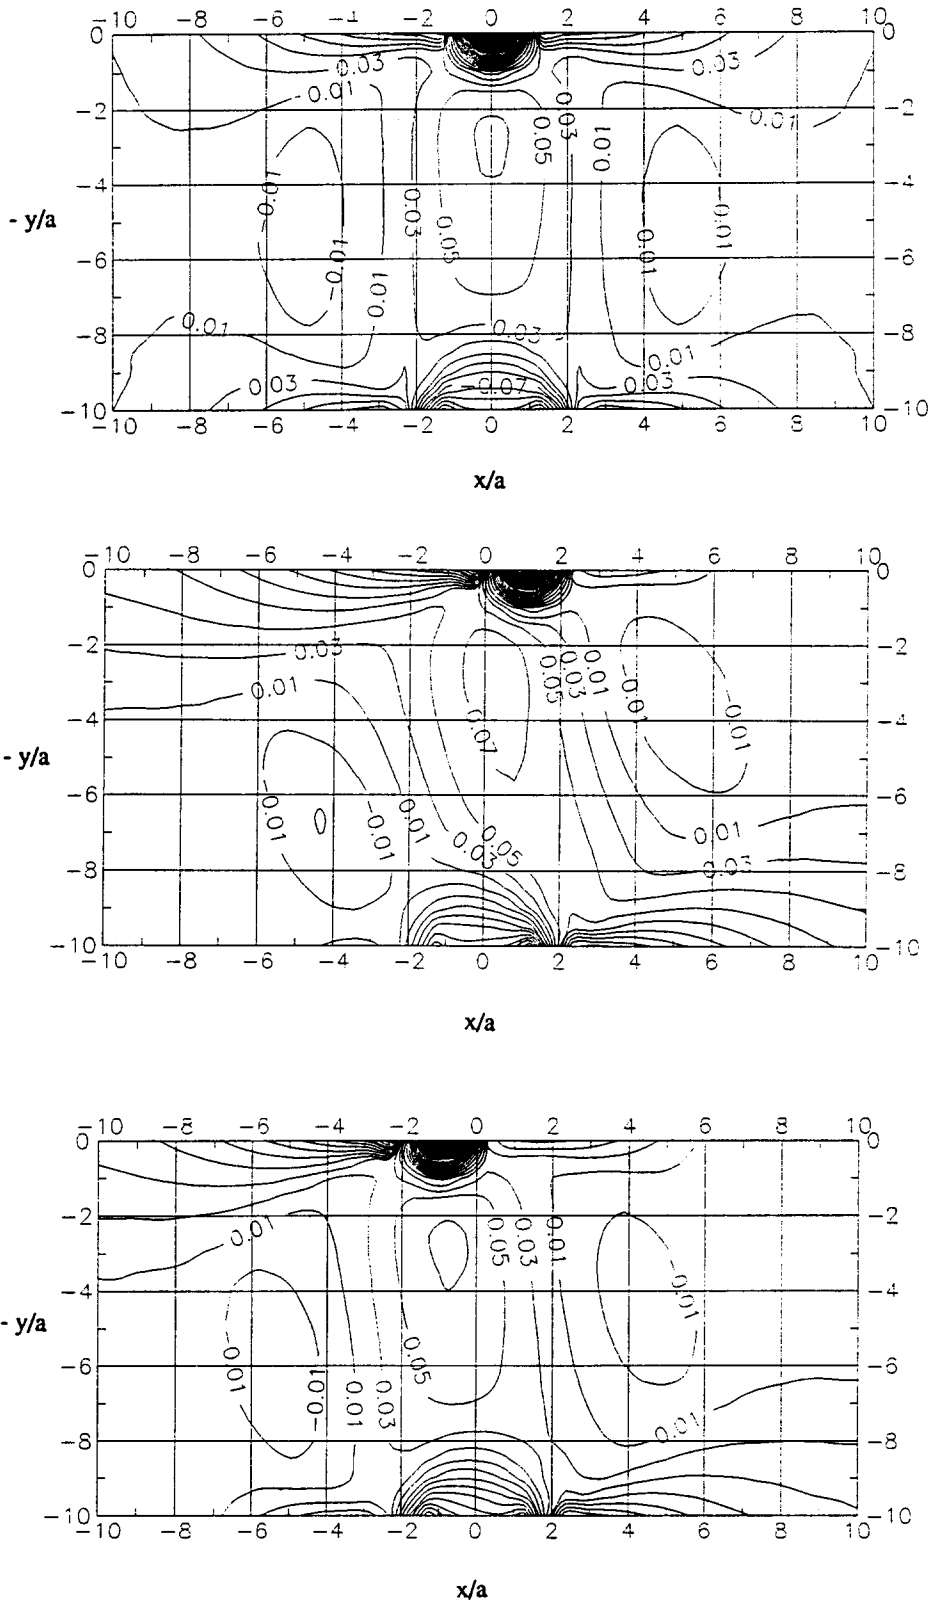 −10 −8 −6 −4 −2 0 2 4 6 8 10
0 0
0.03 0.03
0.01
−2 0.01 −2
0.05 0.03 0.01
−4 −4
- y/a 0.01 0.03 0.05 −0.01 0.01
−6 0.01 −6
0.01
−8 0.01 0.03 −8
0.01
0.03 −0.07 0.03
−10 −10
−10 −8 −6 −4 −2 0 2 4 6 8 10
x/a
−10 −8 −6 −4 −2 0 2 4 6 8 10
0 0
−2 0.03 −2
0.01 0.05 0.03 0.01 −0.01
−4 0.07 −0.01 −4
- y/a
−6 −6
0.01 −0.01 0.01 0.03 0.05 0.01
−8 0.03 −8
−10 −10
−10 −8 −6 −4 −2 0 2 4 6 8 10
x/a
−10 −8 −6 −4 −2 0 2 4 6 8 10
0 0
−2 0.01 −2
0.05 0.03 0.01
−4 −0.01 −4
- y/a
−6 0.01 −0.01 0.01 0.03 0.05 −6
−8 0.01 −8
−10 −10
−10 −8 −6 −4 −2 0 2 4 6 8 10
x/a